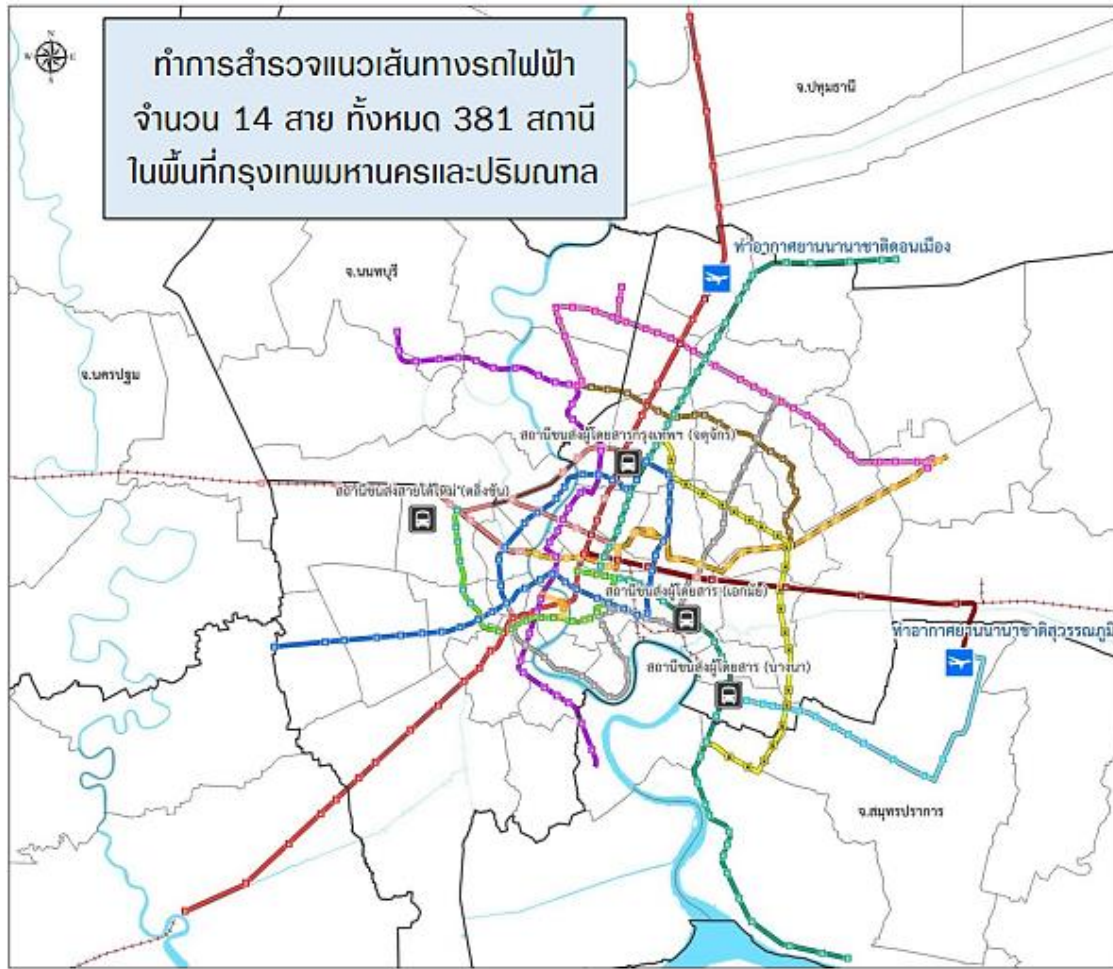 ทำการสำรวจแนวเส้นทางรถไฟฟ้า
จำนวน 14 สาย ทั้งหมด 381 สถานี
ในพื้นที่กรุงเทพมหานครและปริมณฑล
N
W E
S
จ.ปทุมธานี
ท่าอากาศยานนานาชาติดอนเมือง
จ.นนทบุรี
จ.นครปฐม
สถานีขนส่งผู้โดยสารกรุงเทพฯ (จตุจักร)
สถานีขนส่งสายใต้ใหม่ (ตลิ่งชัน)
สถานีขนส่งผู้โดยสาร (เอกมัย)
ท่าอากาศยานนานาชาติสุวรรณภูมิ
สถานีขนส่งผู้โดยสาร (บางนา)
จ.สมุทรปราการ